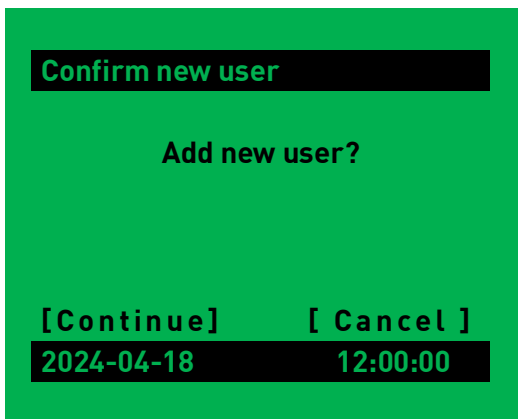 Confirm new user
Add new user?
[Continue] [ Cancel ]
2024-04-18 12:00:00